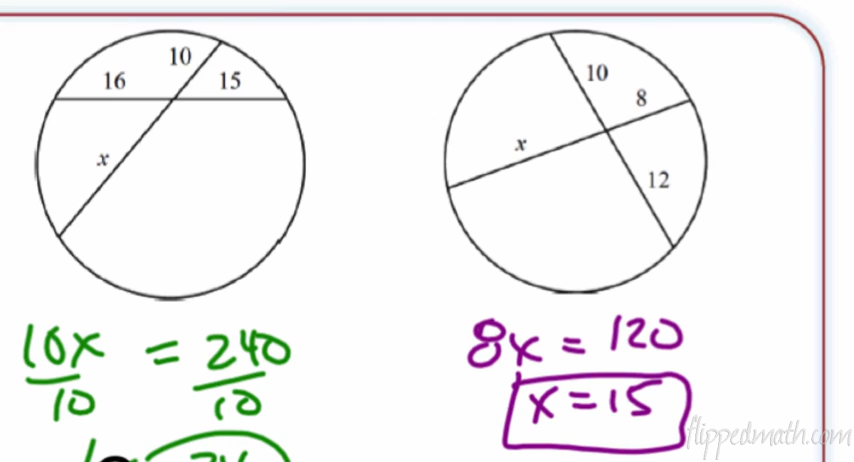 10
16 15
x
10
8
x
12
10x = 240
10 10
8x = 120
x = 15
flippedmath.com